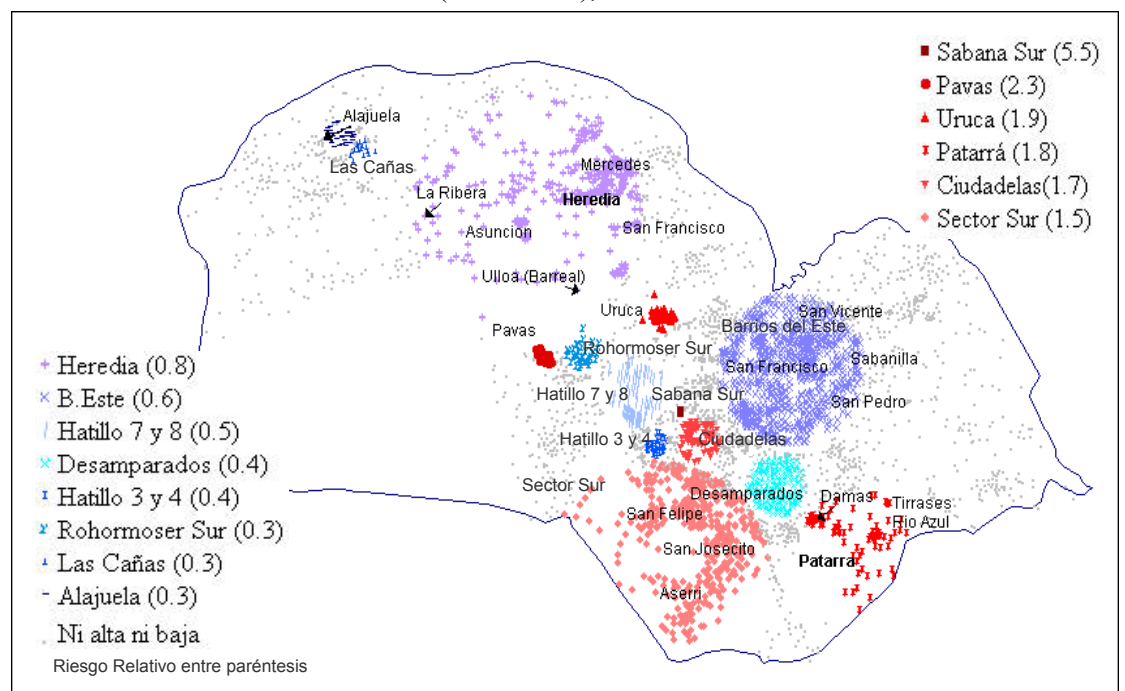 Sabana Sur (5.5)
Pavas (2.3)
Uruca (1.9)
Patarrá (1.8)
Ciudadelas(1.7)
Sector Sur (1.5)
Alajuela
Las Cañas
Mercedes
La Ribera
Heredia
Asuncion
San Francisco
Ulloa (Barreal)
Uruca
San Vicente
Barrios del Este
Pavas
Rohormoser Sur
Sabanilla
San Francisco
Hatillo 7 y 8
Sabana Sur
San Pedro
Hatillo 3 y 4
Ciudadelas
Sector Sur
Desamparados
Damas
Tirrases
San Felipe
Rio Azul
San Josecito
Patarrá
Aserri
Heredia (0.8)
B.Este (0.6)
Hatillo 7 y 8 (0.5)
Desamparados (0.4)
Hatillo 3 y 4 (0.4)
Rohormoser Sur (0.3)
Las Cañas (0.3)
Alajuela (0.3)
Ni alta ni baja
Riesgo Relativo entre paréntesis